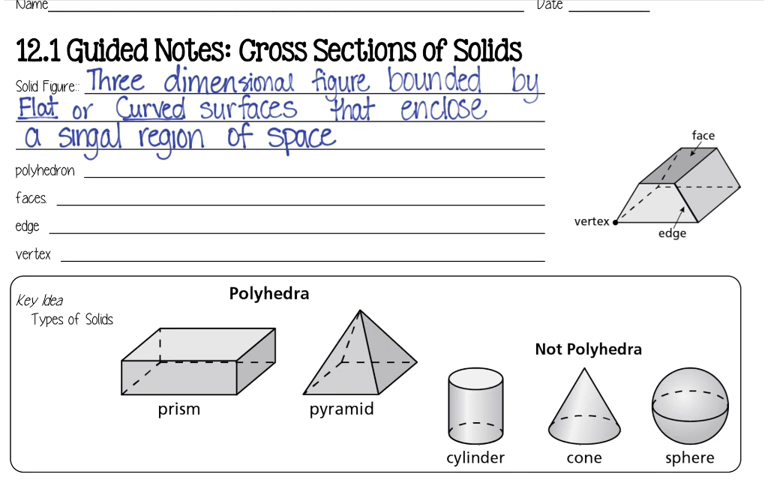 Name
Date
12.1 Guided Notes: Cross Sections of Solids
Solid Figure: Three dimensional figure bounded by
Flat or Curved surfaces that enclose
a singal region of space
polyhedron
faces
edge
vertex
face
vertex
edge
Key Idea
Types of Solids
Polyhedra
prism
pyramid
Not Polyhedra
cylinder
cone
sphere